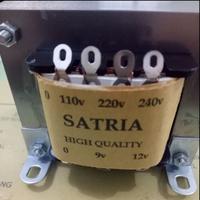 0 110v 220v 240v
SATRIA
HIGH QUALITY
0 9v 12v